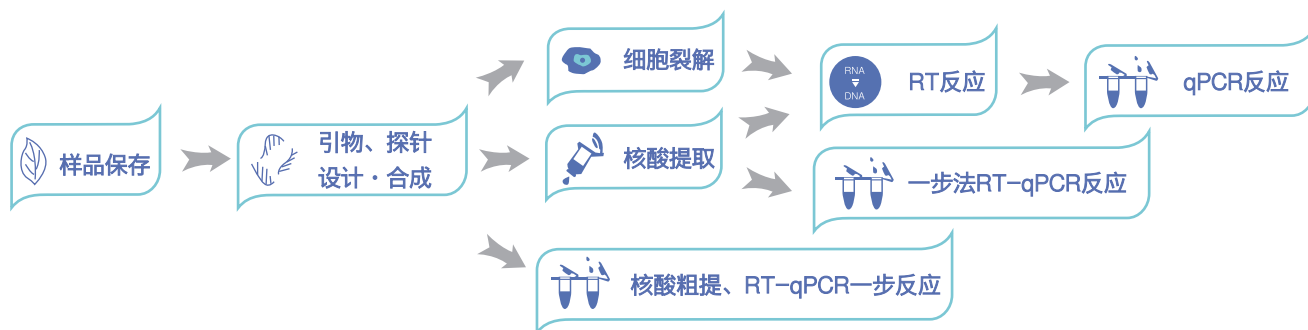 样品保存
引物、探针
设计·合成
细胞裂解
核酸提取
核酸粗提、RT-qPCR一步反应
RNA
DNA
RT反应
一步法RT-qPCR反应
qPCR反应